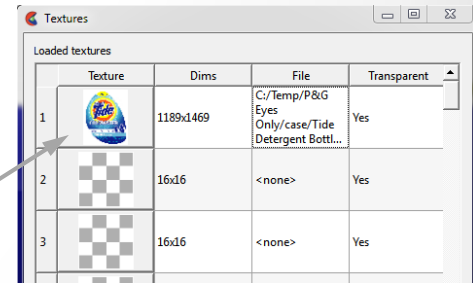 Textures
Loaded textures
Texture Dims File Transparent
1 Tide 1189x1469 C:/Temp/P&G Yes
Eyes
Only/case/Tide
Detergent Bottl...
2 16x16 <none> Yes
3 16x16 <none> Yes